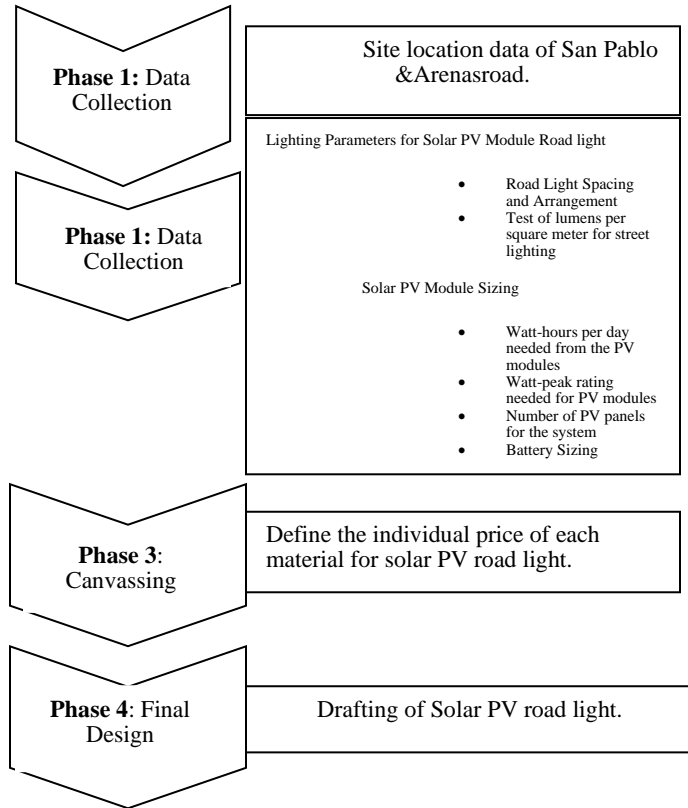 Phase 1: Data
Collection
Site location data of San Pablo
&Arenasroad.
Phase 1: Data
Collection
Lighting Parameters for Solar PV Module Road light
• Road Light Spacing
and Arrangement
• Test of lumens per
square meter for street
lighting
Solar PV Module Sizing
• Watt-hours per day
needed from the PV
modules
• Watt-peak rating
needed for PV modules
• Number of PV panels
for the system
• Battery Sizing
Phase 3:
Canvassing
Define the individual price of each
material for solar PV road light.
Phase 4: Final
Design
Drafting of Solar PV road light.